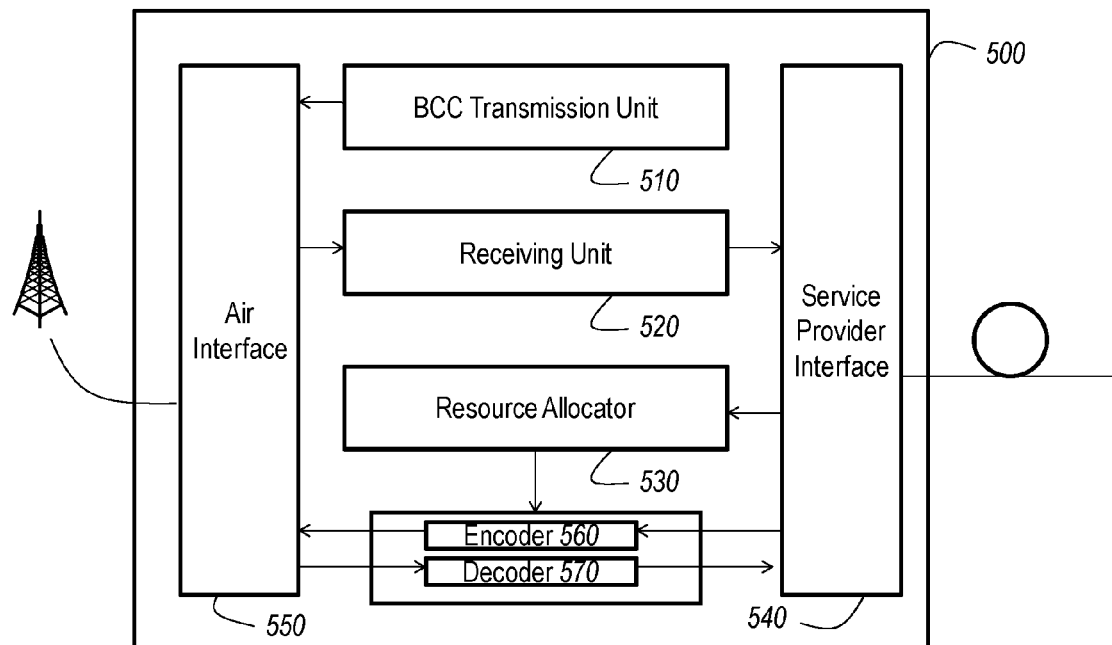 500
BCC Transmission Unit
510
Receiving Unit
520
Air
Interface
Service
Provider
Interface
Resource Allocator
530
Encoder 560
Decoder 570
550
540